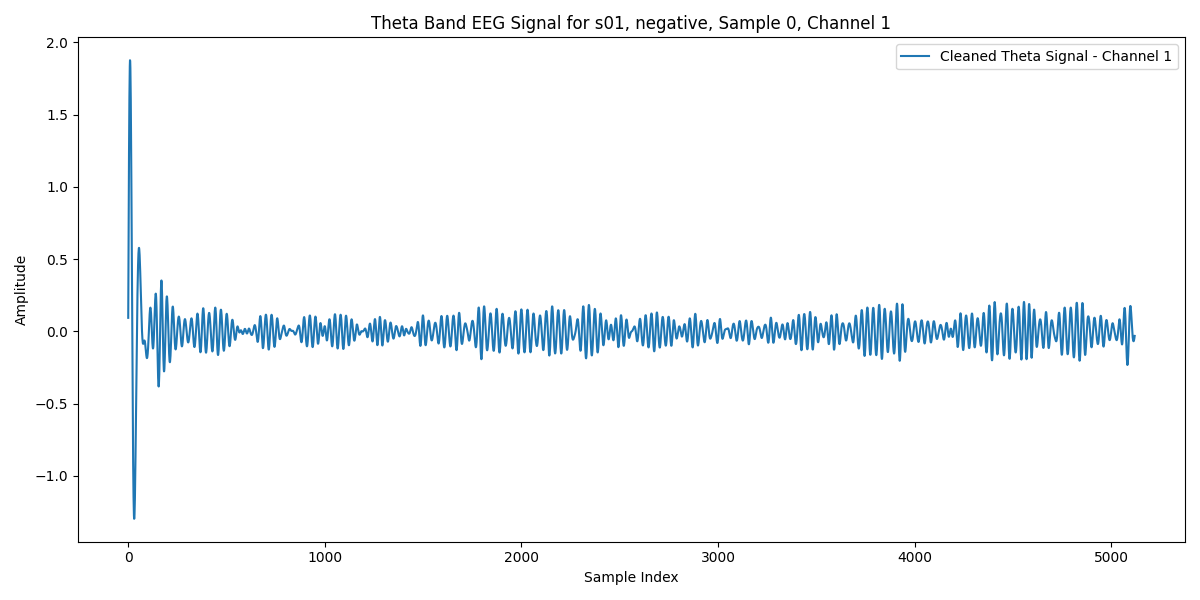 Theta Band EEG Signal for s01, negative, Sample 0, Channel 1
Cleaned Theta Signal - Channel 1
2.0
1.5
1.0
0.5
0.0
−0.5
−1.0
Amplitude
0 1000 2000 3000 4000 5000
Sample Index